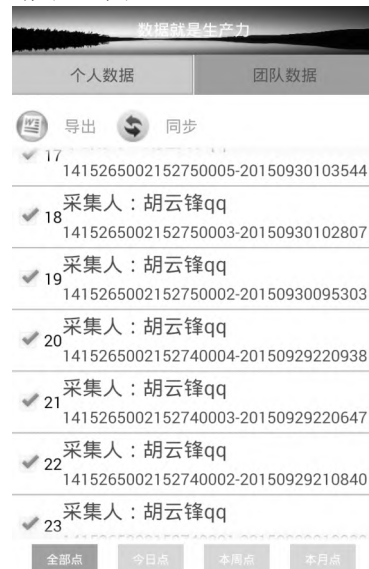 数据就是生产力
个人数据 团队数据
导出 同步
17
1415265002152750005-20150930103544
18 采集人：胡云锋qq
1415265002152750003-20150930102807
19 采集人：胡云锋qq
1415265002152750002-20150930095303
20 采集人：胡云锋qq
1415265002152740004-20150929220938
21 采集人：胡云锋qq
1415265002152740003-20150929220647
22 采集人：胡云锋qq
1415265002152740002-20150929210840
23 采集人：胡云锋qq
全部点 今日点 本周点 本月点